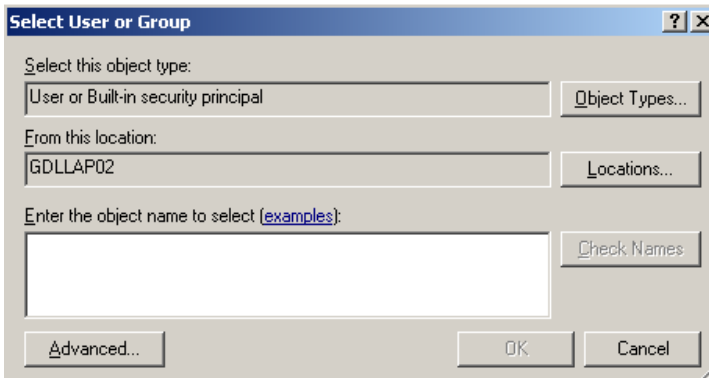 Select User or Group
Select this object type:
User or Built-in security principal
Object Types...
From this location:
GDLLAP02
Locations...
Enter the object name to select (examples):
Check Names
Advanced...
OK
Cancel